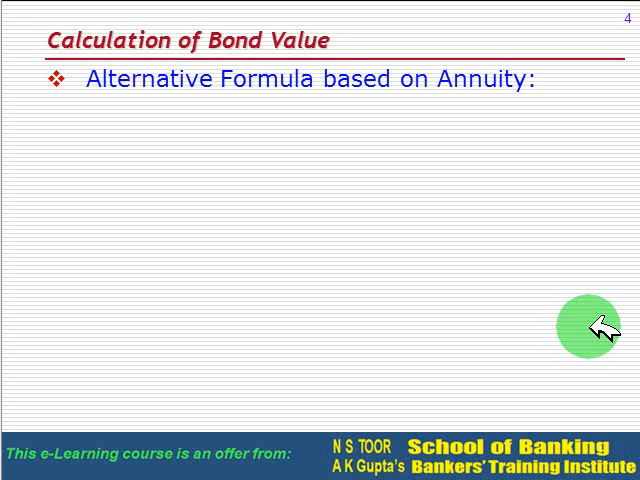 4
Calculation of Bond Value
Alternative Formula based on Annuity:
This e-Learning course is an offer from:
N S TOOR School of Banking
A K Gupta's Bankers' Training Institute